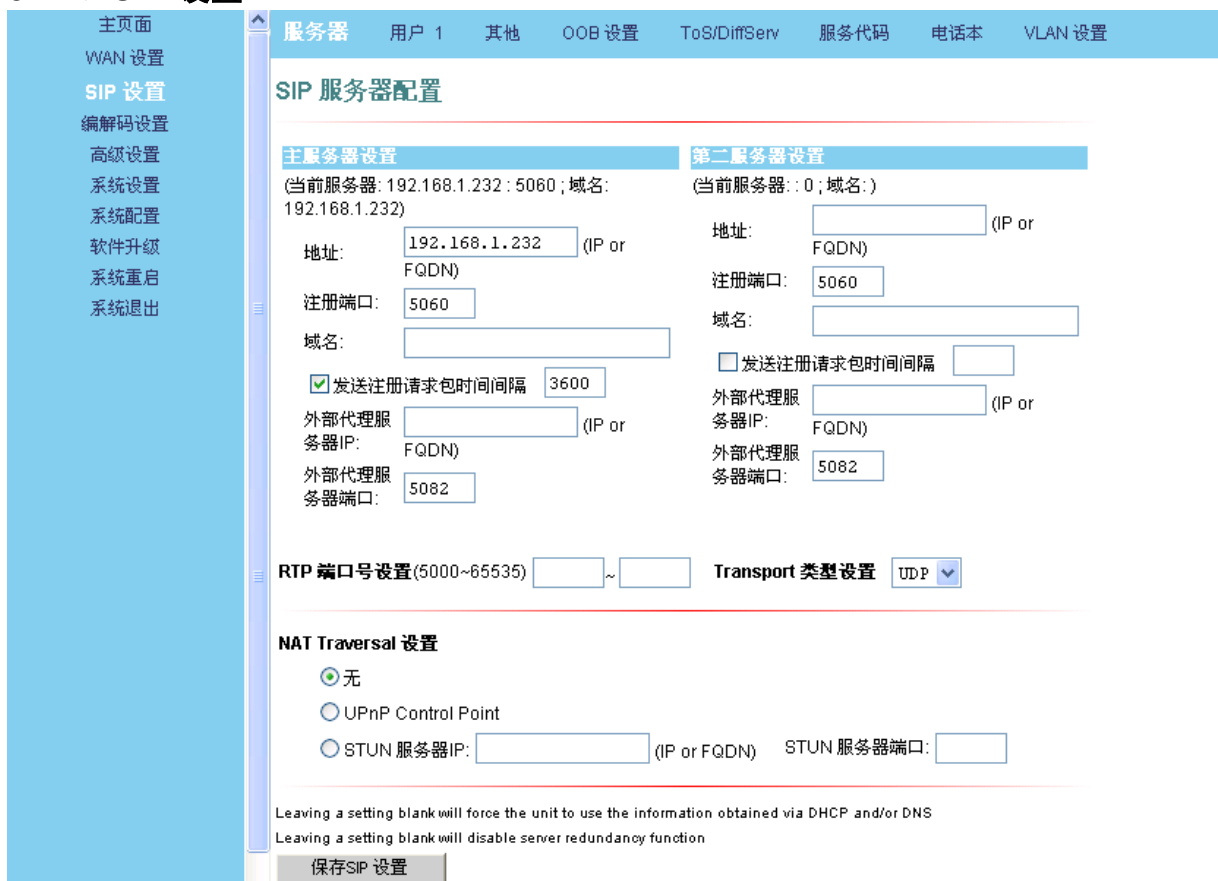 主页面
WAN 设置
SIP 设置
编解码设置
高级设置
系统设置
系统配置
软件升级
系统重启
系统退出
服务器 用户 1 其他 OOB 设置 ToS/DiffServ 服务代码 电话本 VLAN 设置
SIP 服务器配置
主服务器设置
(当前服务器: 192.168.1.232 : 5060 ; 域名:
192.168.1.232)
地址: 192.168.1.232 (IP or
FQDN)
注册端口: 5060
域名:
发送注册请求包时间间隔 3600
外部代理服
务器IP: (IP or
FQDN)
外部代理服
务器端口: 5082
第二服务器设置
(当前服务器: : 0 ; 域名: )
地址: (IP or
FQDN)
注册端口: 5060
域名:
发送注册请求包时间间隔
外部代理服
务器IP: (IP or
FQDN)
外部代理服
务器端口: 5082
RTP 端口号设置(5000~65535) ~ Transport 类型设置 UDP
NAT Traversal 设置
无
UPnP Control Point
STUN 服务器IP: (IP or FQDN) STUN 服务器端口:
Leaving a setting blank will force the unit to use the information obtained via DHCP and/or DNS
Leaving a setting blank will disable server redundancy function
保存SIP 设置